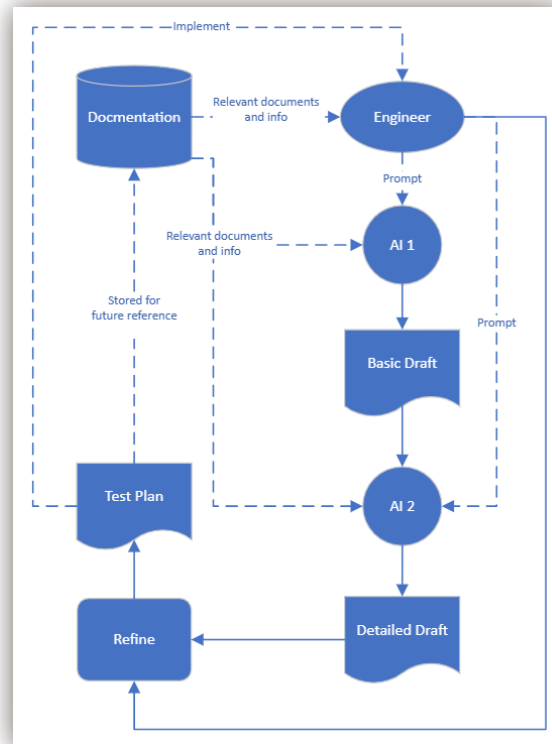 Implement
Docmentation
Relevant documents
and info
Engineer
Prompt
Relevant documents
and info
AI 1
Stored for
future reference
Prompt
Basic Draft
Test Plan
AI 2
Refine
Detailed Draft